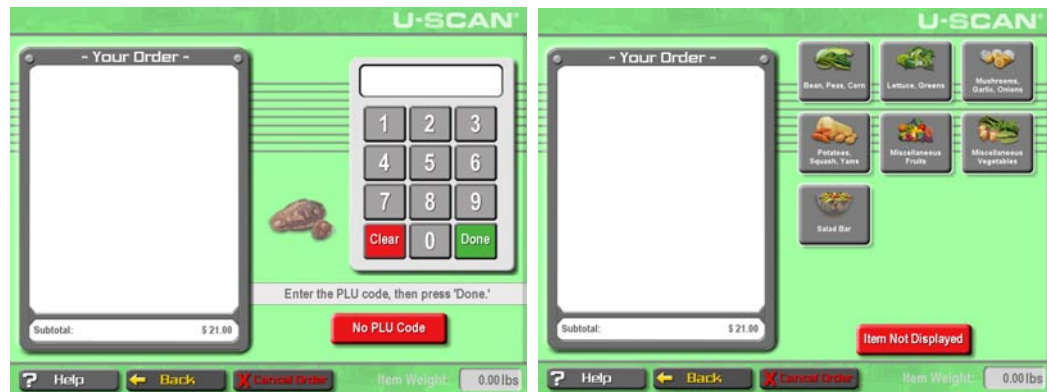 U-SCAN
- Your Order -
1 2 3
4 5 6
7 8 9
Clear 0 Done
Enter the PLU code, then press 'Done.'
No PLU Code
Subtotal: $ 21.00
? Help
Back
X Cancel Order
Item Weight: 0.00 lbs
U-SCAN
- Your Order -
Bean, Peas, Corn
Lettuce, Greens
Mushrooms,
Garlic, Onions
Potatoes,
Squash, Yams
Miscellaneous
Fruits
Miscellaneous
Vegetables
Salad Bar
Item Not Displayed
Subtotal: $ 21.00
? Help
Back
X Cancel Order
Item Weight: 0.00 lbs